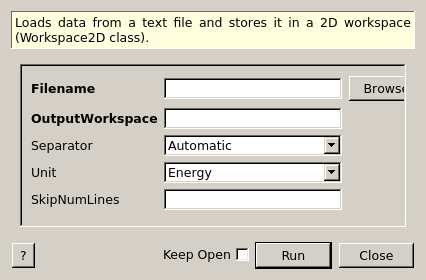 Loads data from a text file and stores it in a 2D workspace
(Workspace2D class).
Filename
Browse
OutputWorkspace
Separator Automatic
Unit Energy
SkipNumLines
? Keep Open Run Close